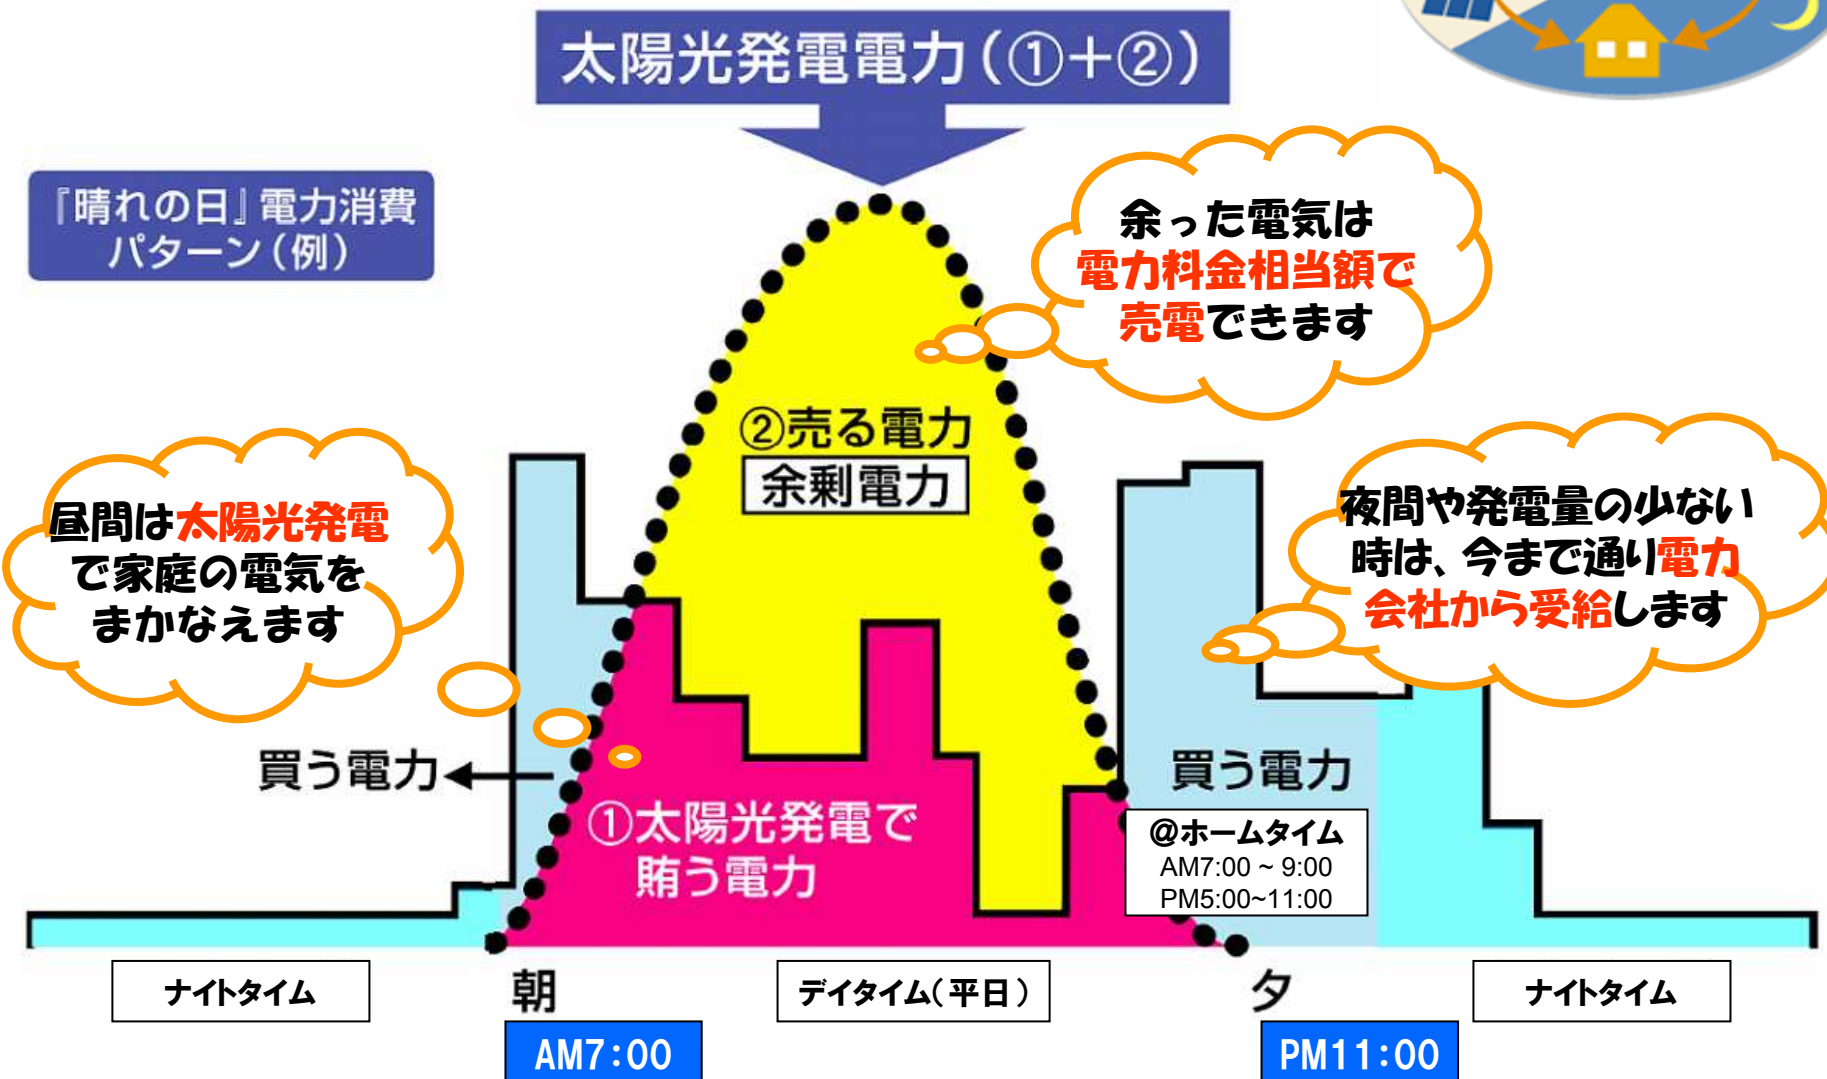 太陽光発電電力(①+②)
『晴れの日』電力消費
パターン(例)
余った電気は
電力料金相当額で
売電できます
②売る電力
余剰電力
昼間は太陽光発電
で家庭の電気を
まかなえます
夜間や発電量の少ない
時は、今まで通り電力
会社から受給します
買う電力
①太陽光発電で
賄う電力
買う電力
@ホームタイム
AM7:00 ~ 9:00
PM5:00~11:00
ナイトタイム
朝
デイタイム(平日)
夕
ナイトタイム
AM7:00
PM11:00